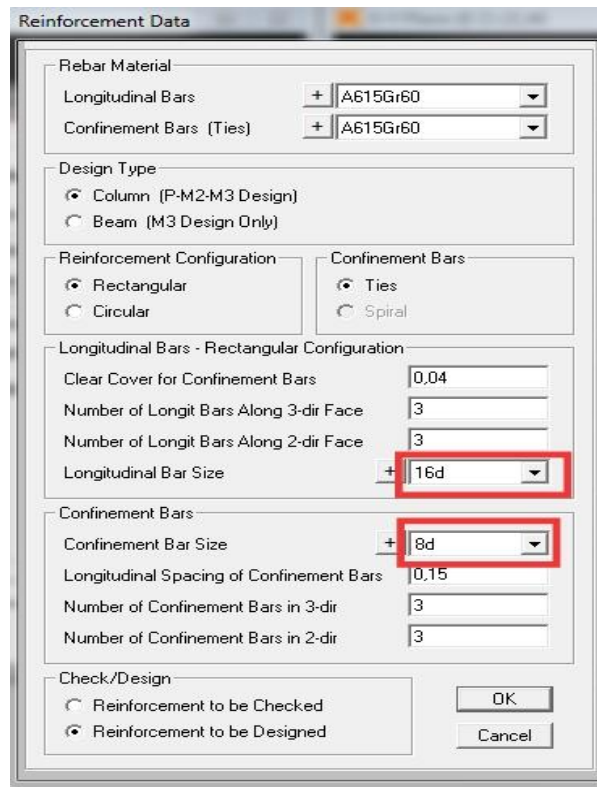 Reinforcement Data
Rebar Material
Longitudinal Bars + A615Gr60
Confinement Bars (Ties) + A615Gr60
Design Type
Column (P-M2-M3 Design)
Beam (M3 Design Only)
Reinforcement Configuration
Rectangular
Circular
Confinement Bars
Ties
Spiral
Longitudinal Bars - Rectangular Configuration
Clear Cover for Confinement Bars 0,04
Number of Longit Bars Along 3-dir Face 3
Number of Longit Bars Along 2-dir Face 3
Longitudinal Bar Size + 16d
Confinement Bars
Confinement Bar Size + 8d
Longitudinal Spacing of Confinement Bars 0,15
Number of Confinement Bars in 3-dir 3
Number of Confinement Bars in 2-dir 3
Check/Design
Reinforcement to be Checked
Reinforcement to be Designed
OK
Cancel